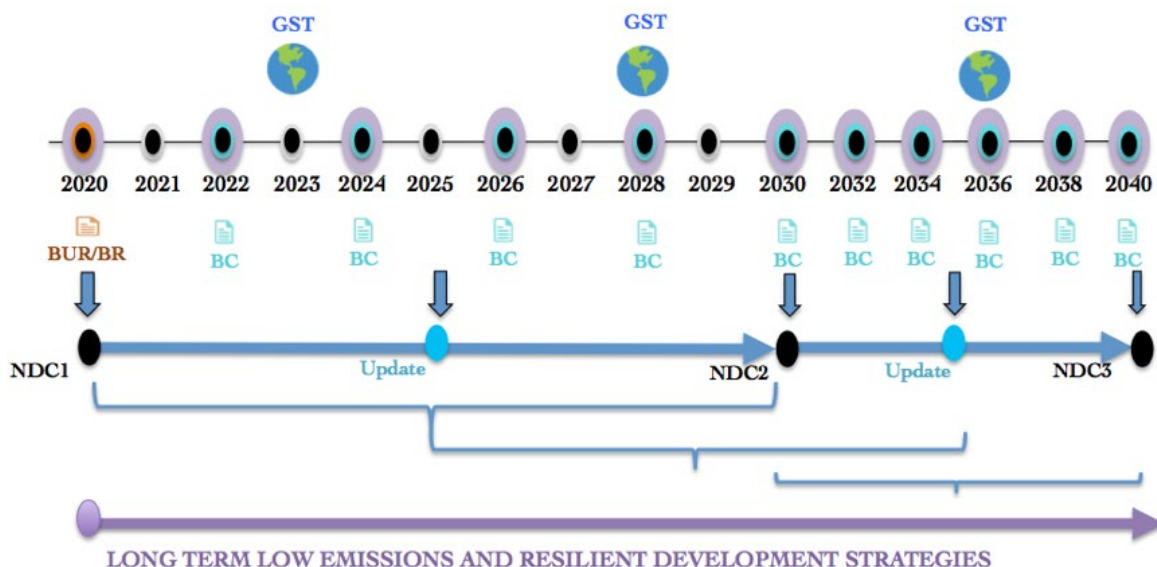 GST GST GST
2020 2021 2022 2023 2024 2025 2026 2027 2028 2029 2030 2032 2034 2036 2038 2040
BUR/BR BC BC BC BC BC BC BC BC BC BC
NDC1 Update NDC2 Update NDC3
LONG TERM LOW EMISSIONS AND RESILIENT DEVELOPMENT STRATEGIES